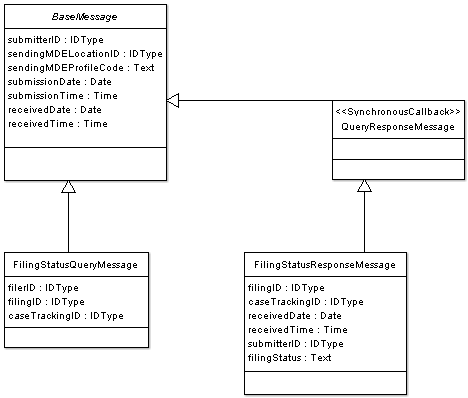 BaseMessage
submitterID : IDType
sendingMDELocationID : IDType
sendingMDEProfileCode : Text
submissionDate : Date
submissionTime : Time
receivedDate : Date
receivedTime : Time
<<SynchronousCallback>>
QueryResponseMessage
FilingStatusQueryMessage
filerID : IDType
filingID : IDType
caseTrackingID : IDType
FilingStatusResponseMessage
filingID : IDType
caseTrackingID : IDType
receivedDate : Date
receivedTime : Time
submitterID : IDType
filingStatus : Text